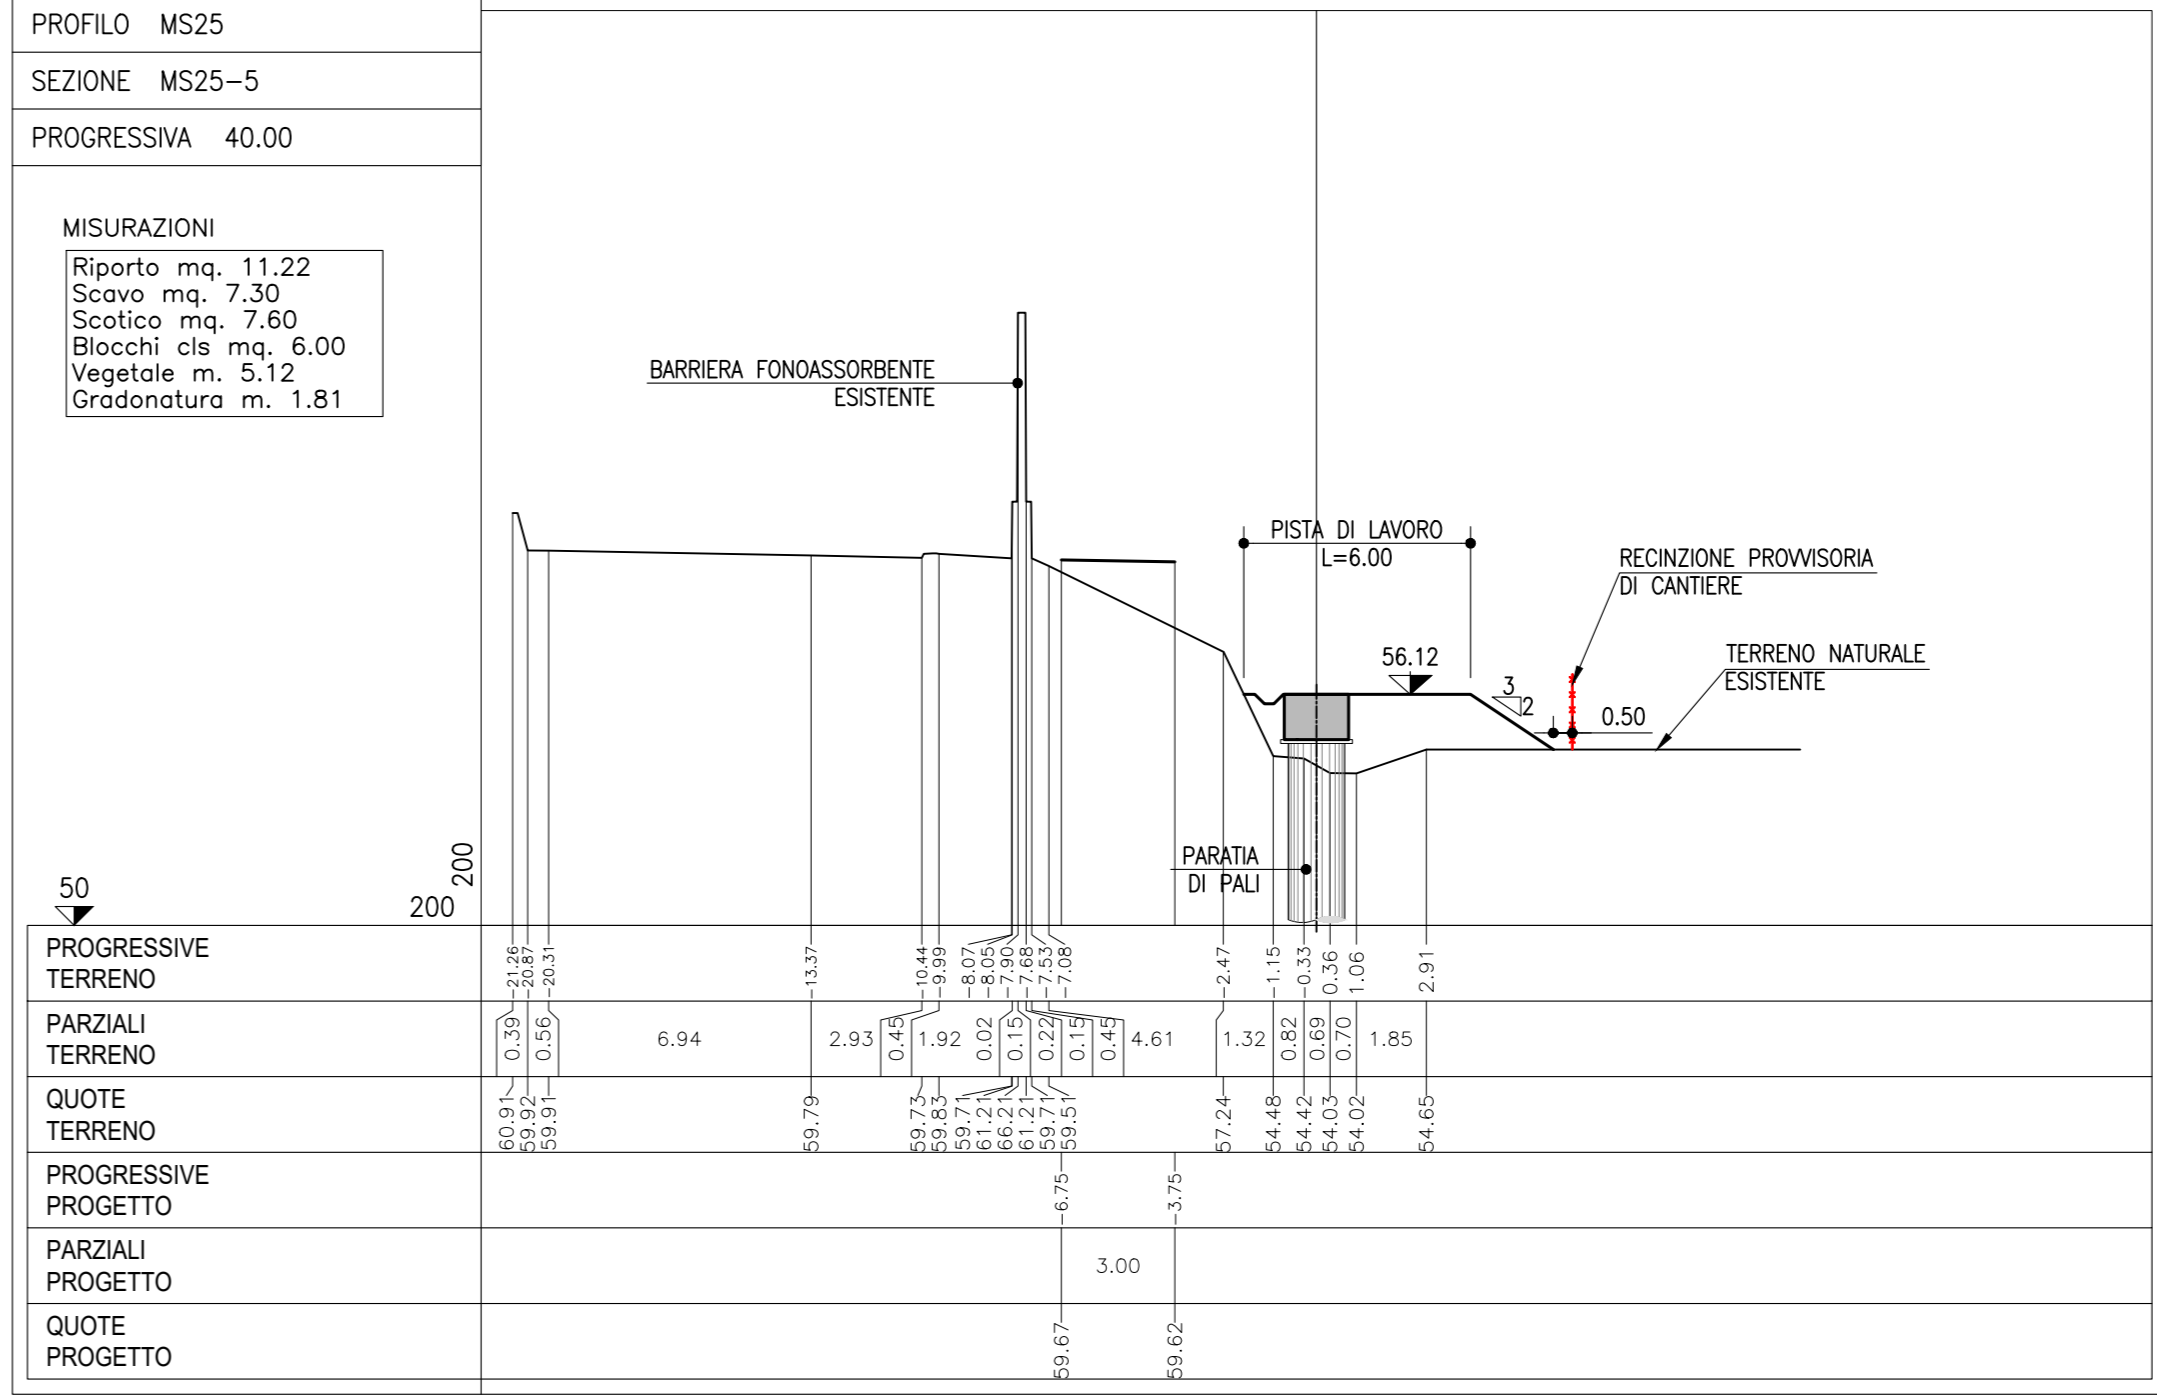 PROFILO MS25
SEZIONE MS25-5
PROGRESSIVA 40.00
MISURAZIONI
Riporto mq. 11.22
Scavo mq. 7.30
Scotico mq. 7.60
Blocchi cls mq. 6.00
Vegetale m. 5.12
Gradonatura m. 1.81
BARRIERA FONOASSORBENTE
ESISTENTE
PISTA DI LAVORO
L=6.00
RECINZIONE PROVVISORIA
DI CANTIERE
56.12
3
2
0.50
TERRENO NATURALE
ESISTENTE
PARATIA
DI PALI
50
200
200
PROGRESSIVE
TERRENO
-21.26
-20.87
-20.31
-13.37
-10.44
-9.99
-8.07
-8.05
-7.90
-7.68
-7.53
-7.08
-2.47
-1.15
-0.33
0.36
1.06
2.91
PARZIALI
TERRENO
0.39
0.56
6.94
2.93
0.45
1.92
0.02
0.15
0.22
0.15
0.45
4.61
1.32
0.82
0.69
0.70
1.85
QUOTE
TERRENO
60.91
59.92
59.91
59.79
59.73
59.83
59.71
61.21
66.21
61.21
59.71
59.51
57.24
54.48
54.42
54.03
54.02
54.65
PROGRESSIVE
PROGETTO
-6.75
-3.75
PARZIALI
PROGETTO
3.00
QUOTE
PROGETTO
59.67
59.62